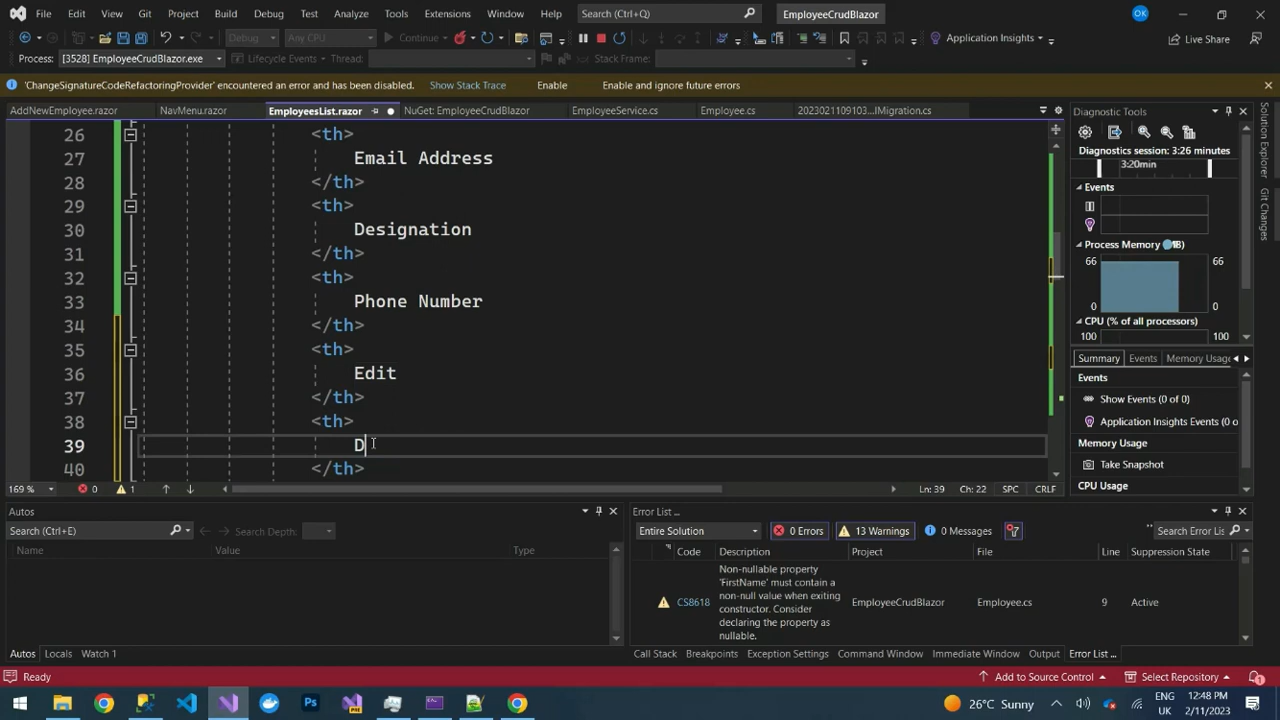 File Edit View Git Project Build Debug Test Analyze Tools Extensions Window Help Search (Ctrl+Q) EmployeeCrudBlazor OK
Debug Any CPU Continue Application Insights Live Share
Process: [3528] EmployeeCrudBlazor.exe Lifecycle Events Thread: Stack Frame:
'ChangeSignatureCodeRefactoringProvider' encountered an error and has been disabled. Show Stack Trace Enable Enable and ignore future errors
AddNewEmployee.razor NavMenu.razor EmployeesList.razor NuGet: EmployeeCrudBlazor EmployeeService.cs Employee.cs 2023021109103...IMigration.cs
26 <th>
27 Email Address
28 </th>
29 <th>
30 Designation
31 </th>
32 <th>
33 Phone Number
34 </th>
35 <th>
36 Edit
37 </th>
38 <th>
39 D
40 </th>
169 % 0 1 Ln: 39 Ch: 22 SPC CRLF
Diagnostic Tools
Diagnostics session: 3:26 minutes
3:20min
Events
Process Memory (MB)
66 66
0 0
CPU (% of all processors)
100 100
Summary Events Memory Usage
Events
Show Events (0 of 0)
Application Insights Events (0 o
Memory Usage
Take Snapshot
CPU Usage
Solution Explorer
Git Changes
Autos
Search (Ctrl+E) Search Depth:
Name Value Type
Autos Locals Watch 1
Error List ...
Entire Solution 0 Errors 13 Warnings 0 Messages Search Error Lis
Code Description Project File Line Suppression State
CS8618 Non-nullable property 'FirstName' must contain a non-null value when exiting constructor. Consider declaring the property as nullable. EmployeeCrudBlazor Employee.cs 9 Active
Call Stack Breakpoints Exception Settings Command Window Immediate Window Output Error List ...
Ready Add to Source Control Select Repository 1
26°C Sunny ENG UK 12:48 PM 2/11/2023